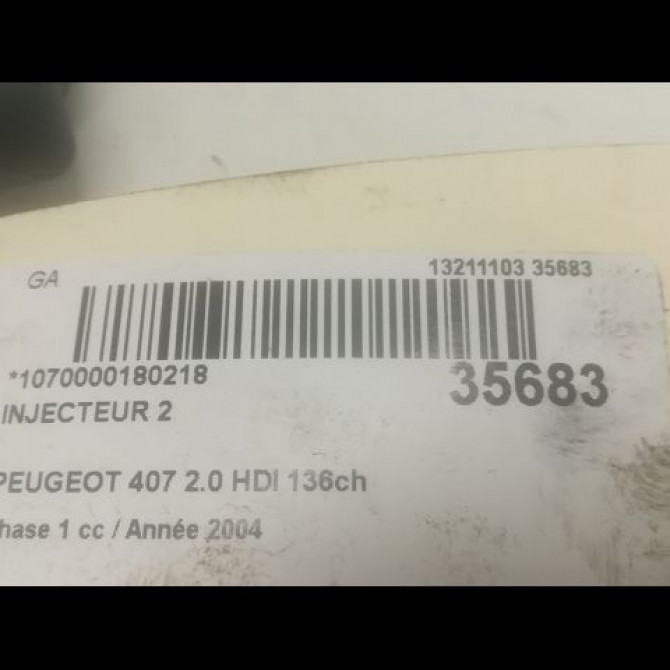 GA
13211103 35683
*1070000180218
35683
INJECTEUR 2
PEUGEOT 407 2.0 HDI 136ch
hase 1 cc / Année 2004